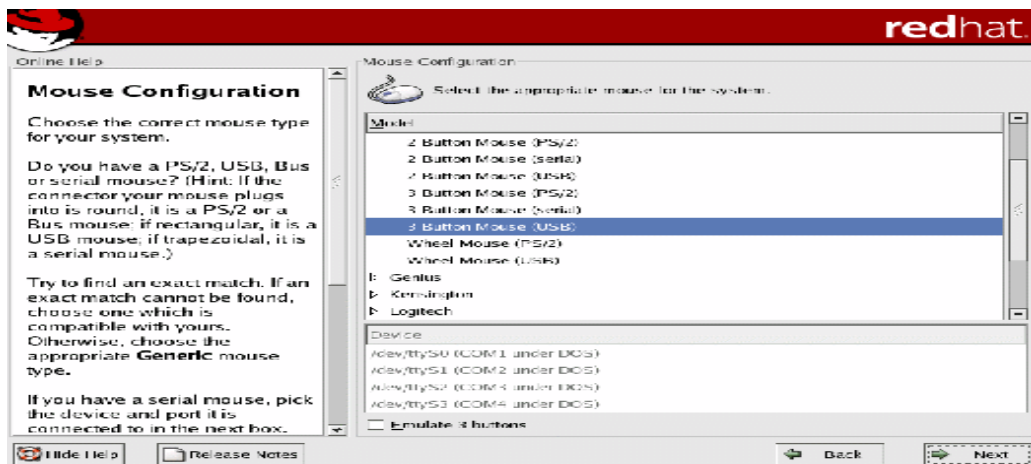 redhat.
Online Help
Mouse Configuration
Choose the correct mouse type
for your system.
Do you have a PS/2, USB, Bus
or serial mouse? (Hint: If the
connector your mouse plugs
into is round, it is a PS/2 or a
Bus mouse; if rectangular, it is a
USB mouse; if trapezoidal, it is
a serial mouse.)
Try to find an exact match. If an
exact match cannot be found,
choose one which is
compatible with yours.
Otherwise, choose the
appropriate Generic mouse
type.
If you have a serial mouse, pick
the device and port it is
connected to in the next box.
Mouse Configuration
Select the appropriate mouse for the system.
Model
2 Button Mouse (PS/2)
2 Button Mouse (serial)
2 Button Mouse (USB)
3 Button Mouse (PS/2)
3 Button Mouse (serial)
3 Button Mouse (USB)
Wheel Mouse (PS/2)
Wheel Mouse (USB)
Genius
Kensington
Logitech
Device
/dev/ttyS0 (COM1 under DOS)
/dev/ttyS1 (COM2 under DOS)
/dev/ttyS2 (COM3 under DOS)
/dev/ttyS3 (COM4 under DOS)
Emulate 3 buttons
Hide Help
Release Notes
Back
Next